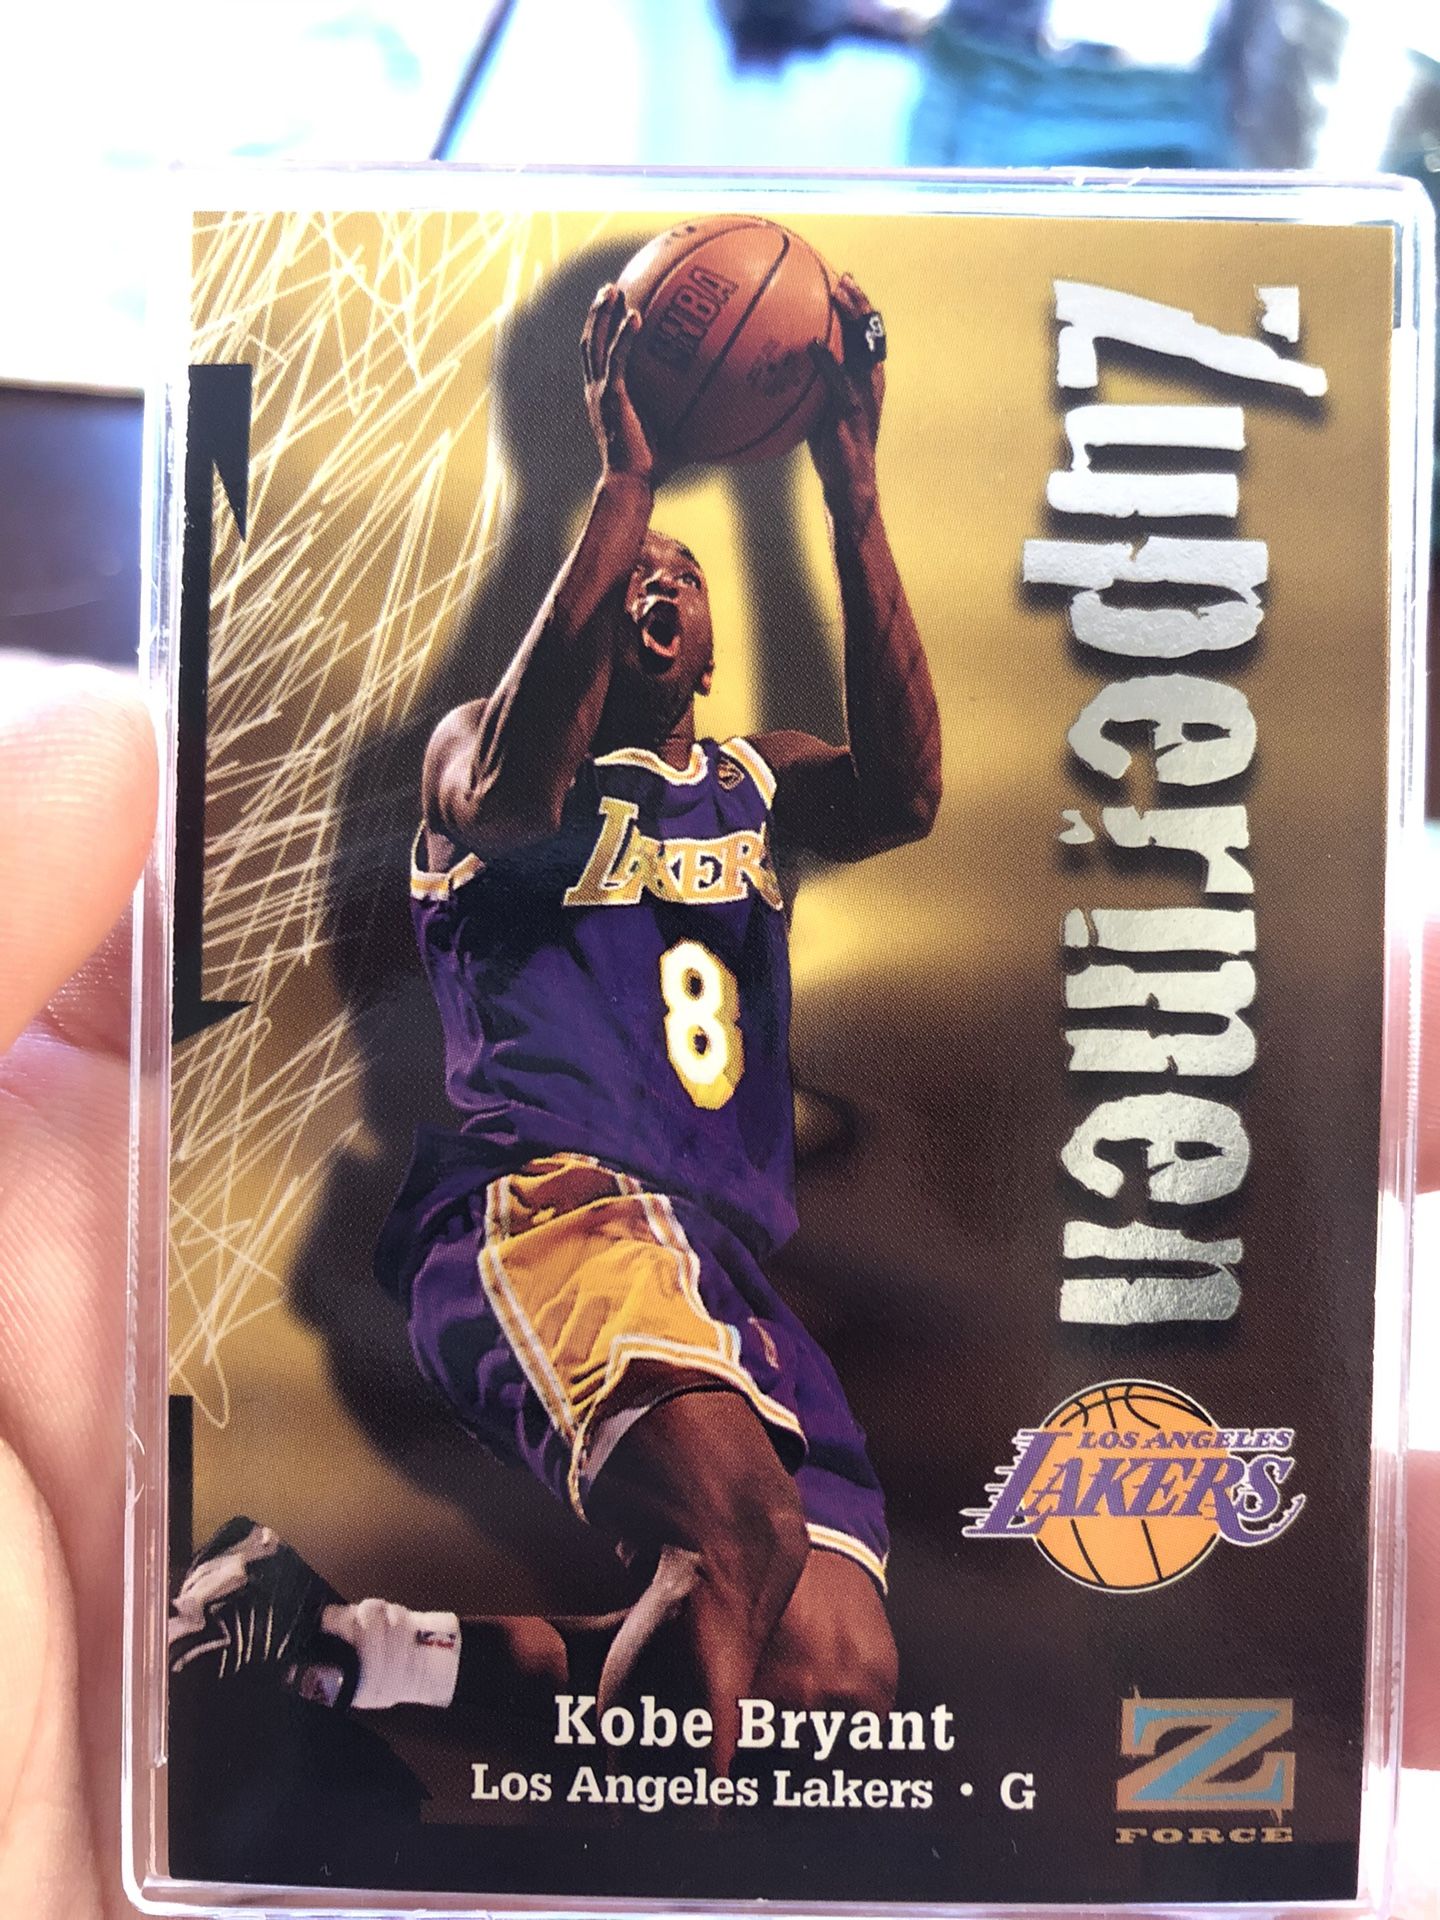 NBA
Zupermen
LAKERS
8
LOS ANGELES
LAKERS
Kobe Bryant
Los Angeles Lakers • G
Z
FORCE